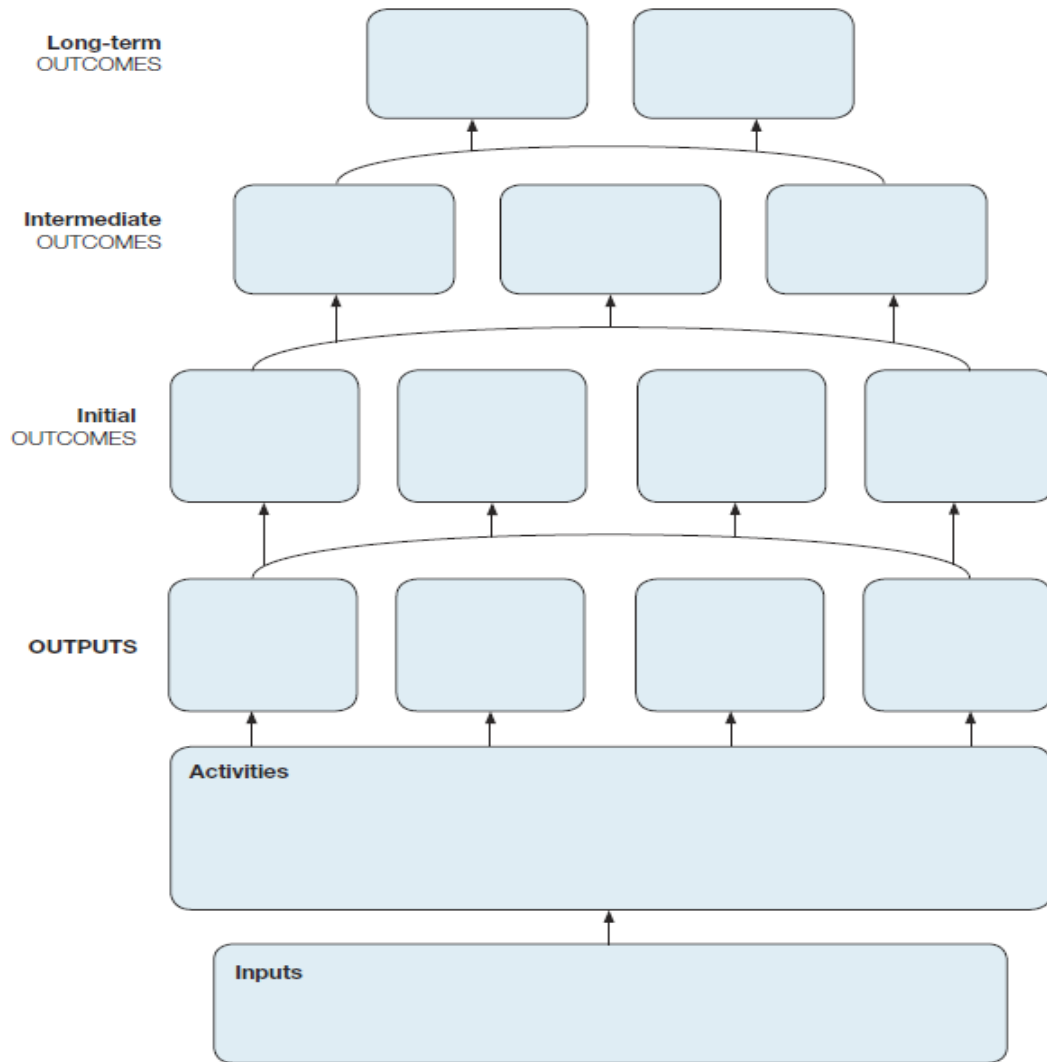 Long-term
OUTCOMES
Intermediate
OUTCOMES
Initial
OUTCOMES
OUTPUTS
Activities
Inputs